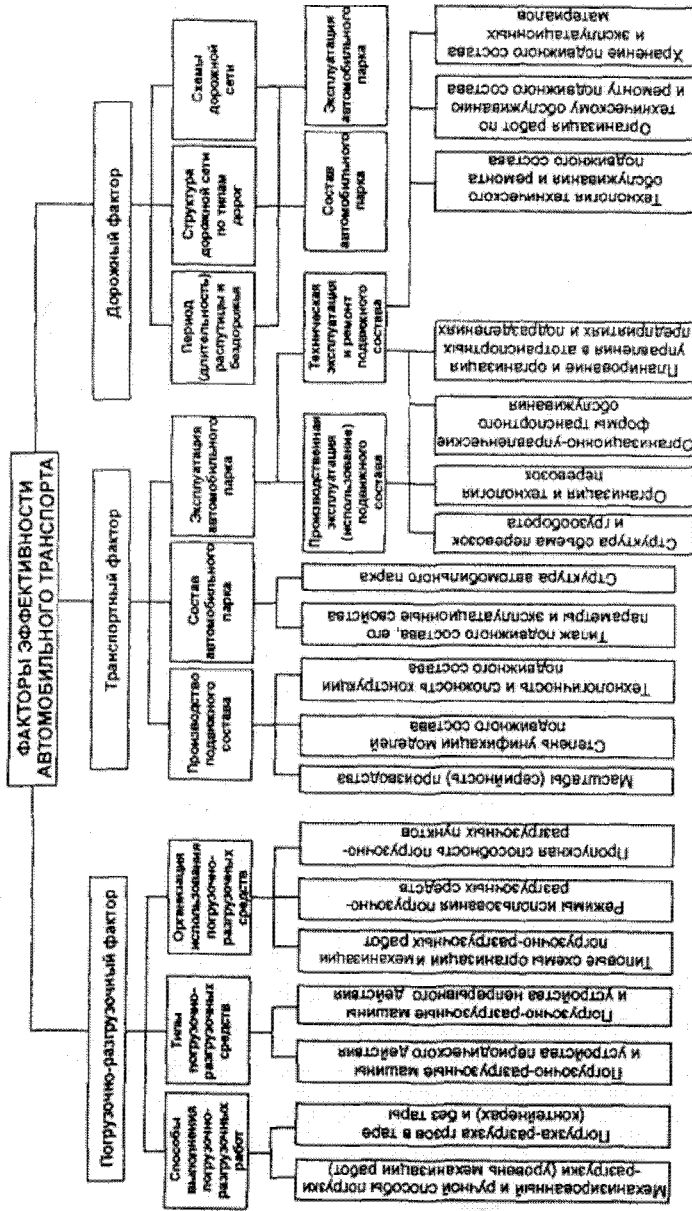 ФАКТОРЫ ЭФФЕКТИВНОСТИ
АВТОМОБИЛЬНОГО ТРАНСПОРТА
Погрузочно-разгрузочный фактор
Транспортный фактор
Дорожный фактор
Способы
выполнения
погрузочно-
разгрузочных
работ
Типы
погрузочно-
разгрузочных
средств
Организация
использования
погрузочно-
разгрузочных
средств
Производство
подвижного
состава
Состав
автомобильного
парка
Эксплуатация
автомобильного
парка
Период
(длительность)
распутицы и
бездорожья
Структура
дорожной сети
по типам
дорог
Схемы
дорожной
сети
Производственная
эксплуатация
(использование)
подвижного
состава
Техническая
эксплуатация
и ремонт
подвижного
состава
Состав
автомобильного
парка
Эксплуатация
автомобильного
парка
Механизированный и ручной способы погрузки
-разгрузки (уровень механизации работ)
Погрузка-разгрузка грзов в таре
(контейнерах) и без тары
Погрузочно-разгрузочные машины
и устройства периодического действия
Погрузочно-разгрузочные машины
и устройства непрерывного действия
Типовые схемы организаций и механизации
погрузочно-разгрузочных работ
Режимы использования погрузочно-
разгрузочных средств
Пропускная способность погрузочно-
разгрузочных пунктов
Масштабы (серийность) производства
Степень унификации моделей
подвижного состава
Технологичность и сложность конструкции
подвижного состава
Типаж подвижного состава, его
параметры и эксплуатационные свойства
Структура автомобильного парка
Структура объема перевозок
и грузооборота
Организация и технология
перевозок
Организационно-управленческие
формы транспортного
обслуживания
Планирование и организация
управления в атотранспортных
предприятиях и подразделениях
Технология технического
обслуживания и ремонта
подвижного состава
Организация работ по
техническому обслуживанию
и ремонту подвижного состава
Хранение подвижного состава
и эксплуатационных
материалов